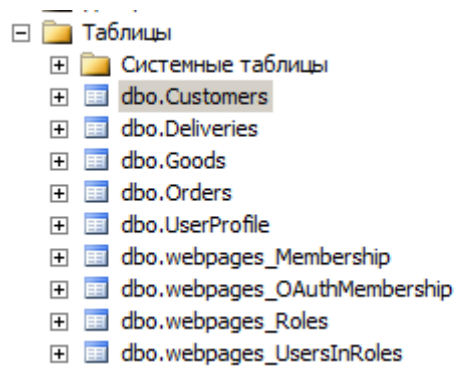 Таблицы
Системные таблицы
dbo.Customers
dbo.Deliveries
dbo.Goods
dbo.Orders
dbo.UserProfile
dbo.webpages_Membership
dbo.webpages_OAuthMembership
dbo.webpages_Roles
dbo.webpages_UsersInRoles